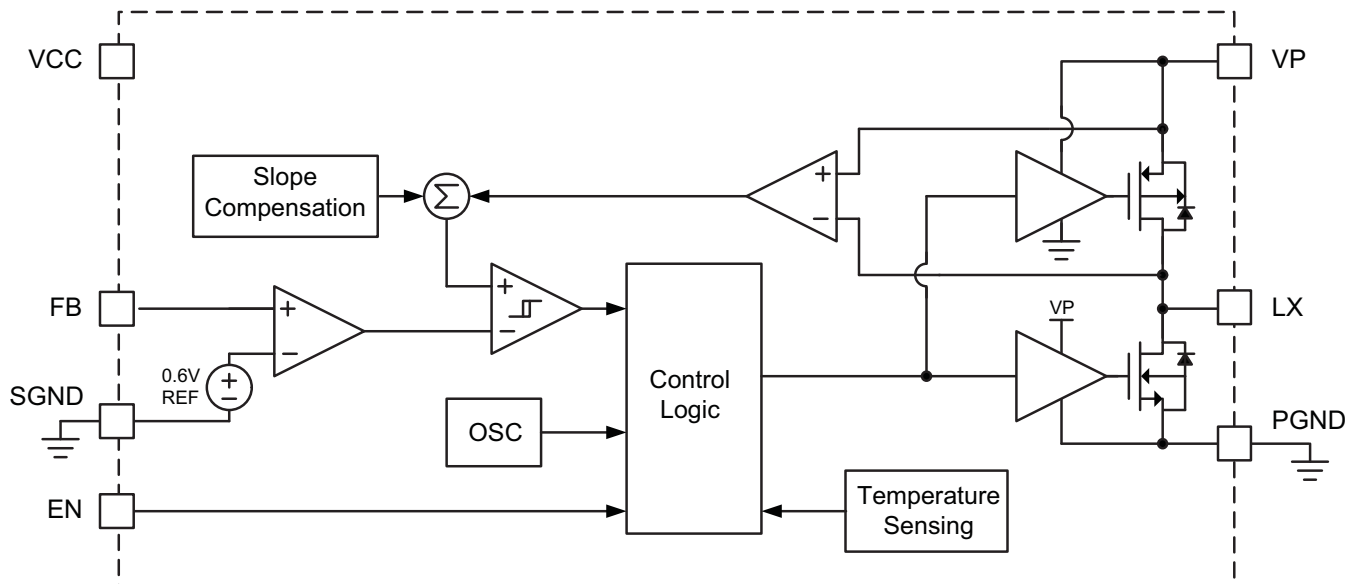 VCC
VP
Slope
Compensation
Σ
+
−
FB
+
−
+
−
LX
VP
0.6V
REF
+
−
SGND
Control
Logic
OSC
PGND
EN
Temperature
Sensing